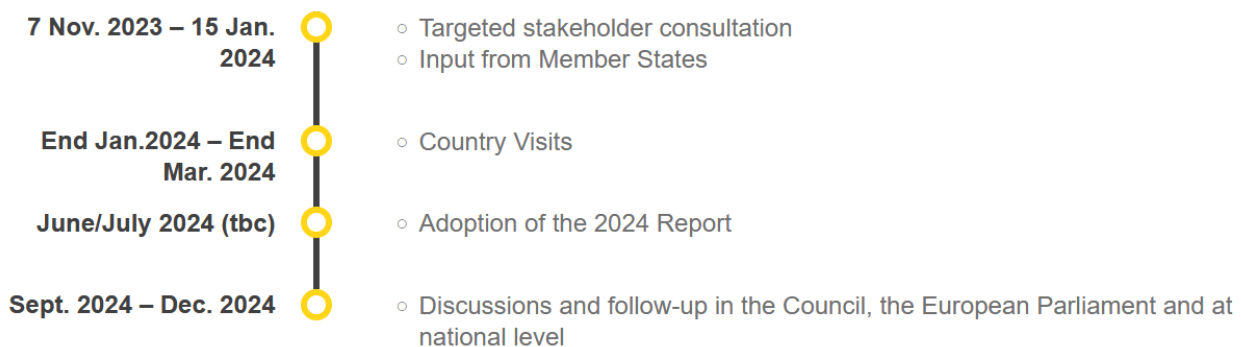 7 Nov. 2023 – 15 Jan.
2024
Targeted stakeholder consultation
Input from Member States
End Jan.2024 – End
Mar. 2024
Country Visits
June/July 2024 (tbc)
Adoption of the 2024 Report
Sept. 2024 – Dec. 2024
Discussions and follow-up in the Council, the European Parliament and at
national level